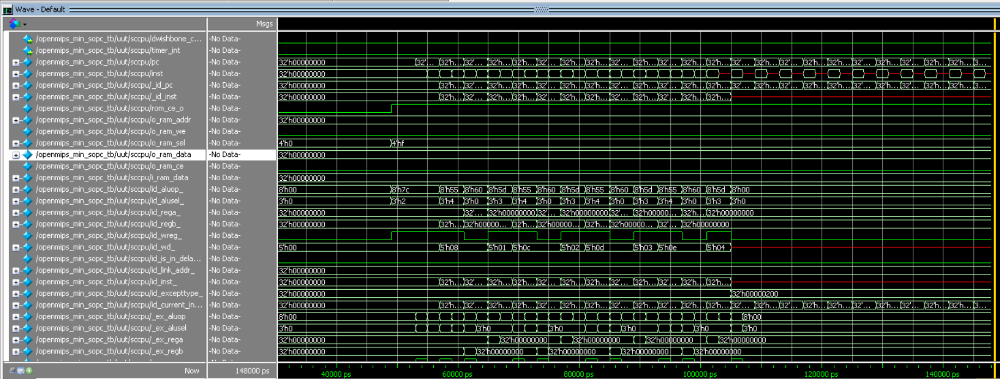 Wave - Default
Msgs
/openmips_min_sopc_tb/uut/sccpu/dwishbone_c... -No Data-
/openmips_min_sopc_tb/uut/sccpu/timer_int -No Data-
/openmips_min_sopc_tb/uut/sccpu/pc -No Data- 32'h00000000 32'... 32'h... 32'... 32'h... 32'h... 32'... 32'h... 32'... 32'h... 32'h... 32'... 32'h... 32'h... 32'... 32'h... 32'... 32'h... 32'h... 32'... 32'h... 32'... 32'h... 32'h... 3...
/openmips_min_sopc_tb/uut/sccpu/inst -No Data- 32'h00000000
/openmips_min_sopc_tb/uut/sccpu/_id_pc -No Data- 32'h00000000 32'h... 32'... 32'h... 32'h... 32'... 32'h... 32'... 32'h... 32'h... 32'... 32'h... 32'h... 32'... 32'h... 32'... 32'h... 32'h... 32'... 32'h... 32'... 32'h... 32'h... 3...
/openmips_min_sopc_tb/uut/sccpu/_id_inst -No Data- 32'h00000000 32'h... 32'... 32'h... 32'h... 32'... 32'h... 32'h... 32'... 32'h... 32'... 32'h... 32'h...
/openmips_min_sopc_tb/uut/sccpu/rom_ce_o -No Data-
/openmips_min_sopc_tb/uut/sccpu/o_ram_addr -No Data- 32'h00000000
/openmips_min_sopc_tb/uut/sccpu/o_ram_we -No Data-
/openmips_min_sopc_tb/uut/sccpu/o_ram_sel -No Data- 4'h0 4'hf
/openmips_min_sopc_tb/uut/sccpu/o_ram_data -No Data- 32'h00000000
/openmips_min_sopc_tb/uut/sccpu/o_ram_ce -No Data-
/openmips_min_sopc_tb/uut/sccpu/i_ram_data -No Data- 32'h00000000
/openmips_min_sopc_tb/uut/sccpu/id_aluop_ -No Data- 8'h00 8'h7c 8'h55 8'h60 8'h5d 8'h55 8'h60 8'h5d 8'h55 8'h60 8'h5d 8'h55 8'h60 8'h5d 8'h00
/openmips_min_sopc_tb/uut/sccpu/id_alusel_ -No Data- 3'h0 3'h2 3'h4 3'h0 3'h3 3'h4 3'h0 3'h3 3'h4 3'h0 3'h3 3'h4 3'h0 3'h3 3'h0
/openmips_min_sopc_tb/uut/sccpu/id_rega_ -No Data- 32'h00000000 32'... 32'h00000000 32'... 32'h00000000 32'... 32'h00000... 32'h... 32'h00000000
/openmips_min_sopc_tb/uut/sccpu/id_regb_ -No Data- 32'h00000000 32'h... 32'h00000... 32'h... 32'h00000... 32'h... 32'h00000... 32'... 32'h00000000
/openmips_min_sopc_tb/uut/sccpu/id_wreg_ -No Data-
/openmips_min_sopc_tb/uut/sccpu/id_wd_ -No Data- 5'h00 5'h08 5'h01 5'h0c 5'h02 5'h0d 5'h03 5'h0e 5'h04
/openmips_min_sopc_tb/uut/sccpu/id_is_in_dela... -No Data-
/openmips_min_sopc_tb/uut/sccpu/id_link_addr_ -No Data- 32'h00000000
/openmips_min_sopc_tb/uut/sccpu/id_inst_ -No Data- 32'h00000000 32'h... 32'... 32'h... 32'h... 32'... 32'h... 32'h... 32'... 32'h... 32'... 32'h... 32'h...
/openmips_min_sopc_tb/uut/sccpu/id_excepttype_ -No Data- 32'h00000000 32'h00000200
/openmips_min_sopc_tb/uut/sccpu/id_current_in... -No Data- 32'h00000000 32'h... 32'... 32'h... 32'h... 32'... 32'h... 32'... 32'h... 32'h... 32'... 32'h... 32'h... 32'... 32'h... 32'... 32'h... 32'h... 32'... 32'h... 32'... 32'h... 32'h... 3...
/openmips_min_sopc_tb/uut/sccpu/_ex_aluop -No Data- 8'h00 8'h00
/openmips_min_sopc_tb/uut/sccpu/_ex_alusel -No Data- 3'h0 3'h0 3'h0 3'h0 3'h0 3'h0
/openmips_min_sopc_tb/uut/sccpu/_ex_rega -No Data- 32'h00000000 32'h00000000 32'h00000000 32'h00000000 32'h00000000
/openmips_min_sopc_tb/uut/sccpu/_ex_regb -No Data- 32'h00000000 32'h00000000 32'h00000000 32'h00000000 32'h00000000
Now 148000 ps 40000 ps 60000 ps 80000 ps 100000 ps 120000 ps 140000 ps